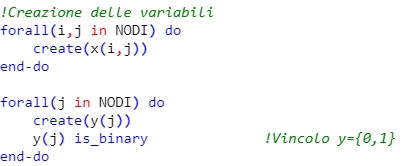 !Creazione delle variabili
forall(i,j in NODI) do
    create(x(i,j))
end-do

forall(j in NODI) do
    create(y(j))
    y(j) is_binary               !Vincolo y={0,1}
end-do